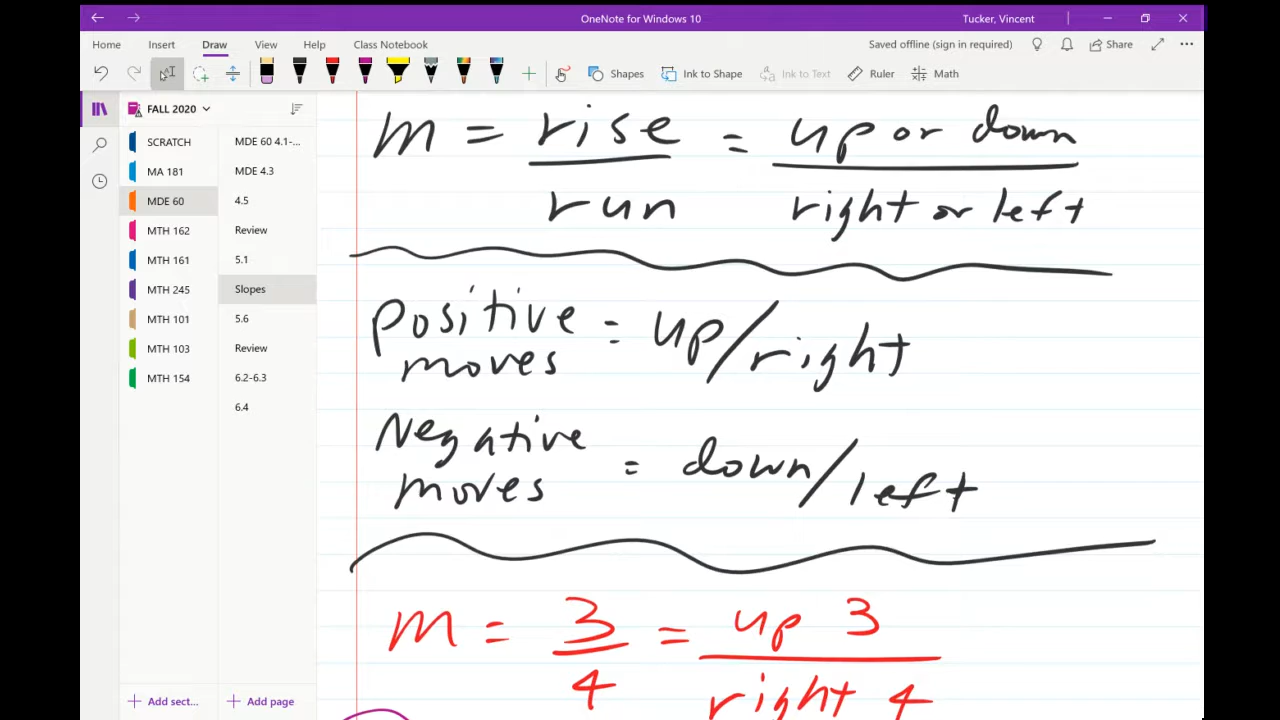 OneNote for Windows 10
Tucker, Vincent
Home Insert Draw View Help Class Notebook
Saved offline (sign in required) Share
Shapes Ink to Shape Ink to Text Ruler Math
FALL 2020
SCRATCH
MA 181
MDE 60
MTH 162
MTH 161
MTH 245
MTH 101
MTH 103
MTH 154
MDE 60 4.1-...
MDE 4.3
4.5
Review
5.1
Slopes
5.6
Review
6.2-6.3
6.4
Add sect...
Add page
m = rise = up or down
run right or left
positive = up/right
moves
Negative = down/left
moves
m = 3 = up 3
4 right 4